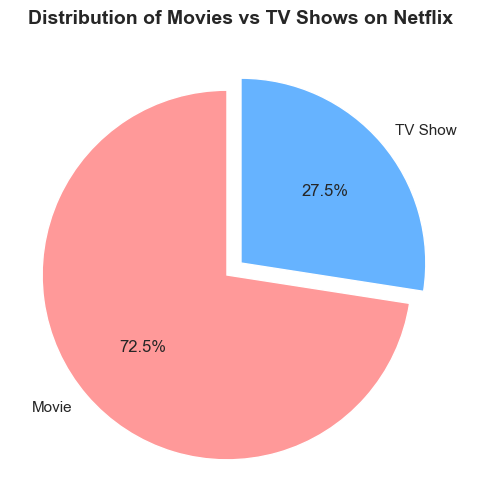 Distribution of Movies vs TV Shows on Netflix
TV Show
27.5%
72.5%
Movie